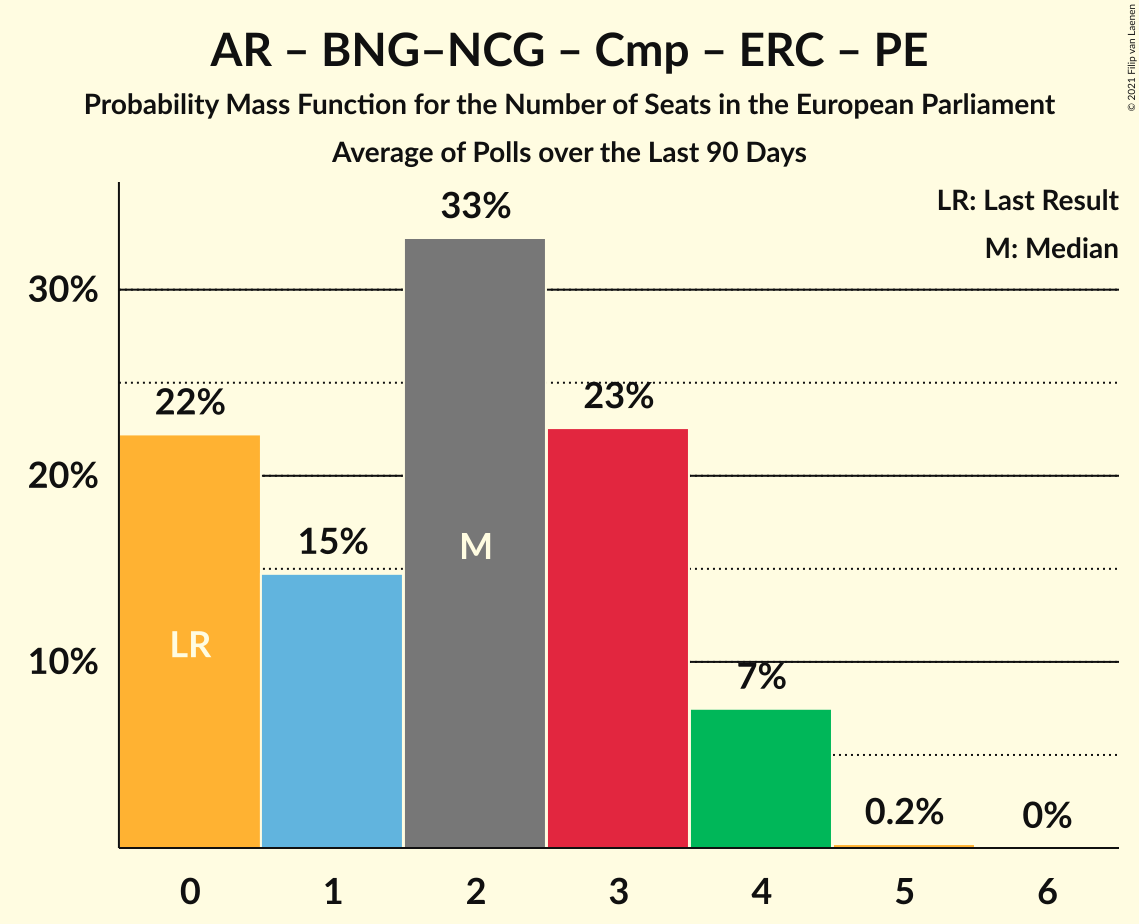 AR – BNG–NCG – Cmp – ERC – PE
Probability Mass Function for the Number of Seats in the European Parliament
Average of Polls over the Last 90 Days
© 2021 Filip van Laenen
LR: Last Result
M: Median
33%
30%
22%
23%
20%
15%
M
LR
10%
7%
0.2%
0%
0 1 2 3 4 5 6